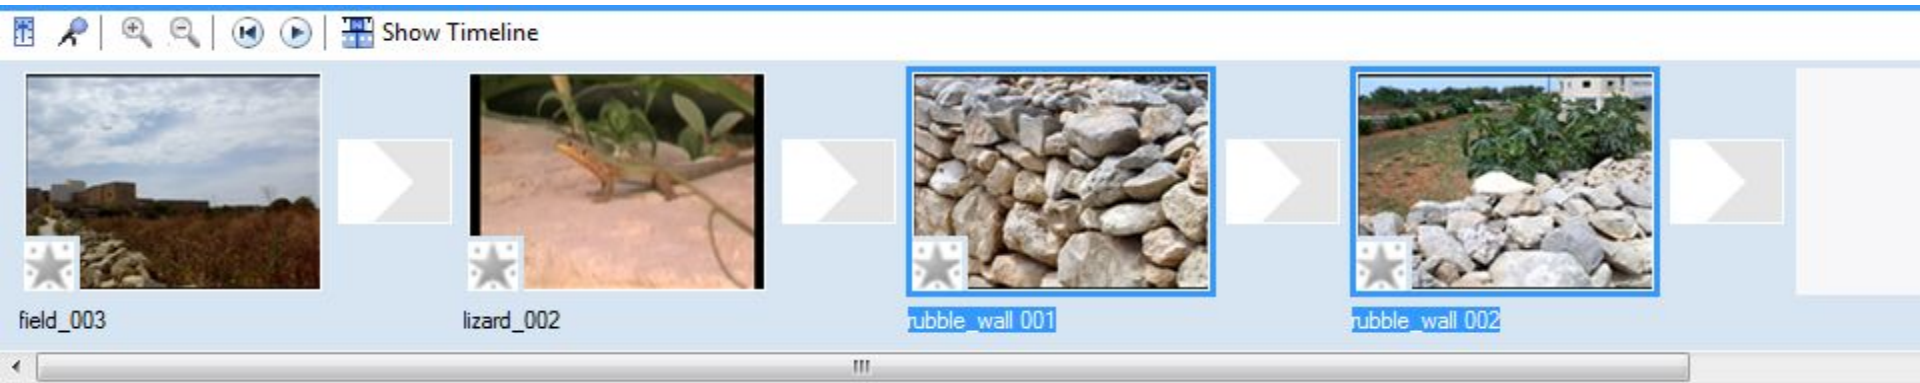 Show Timeline
field_003
lizard_002
rubble_wall 001
rubble_wall 002